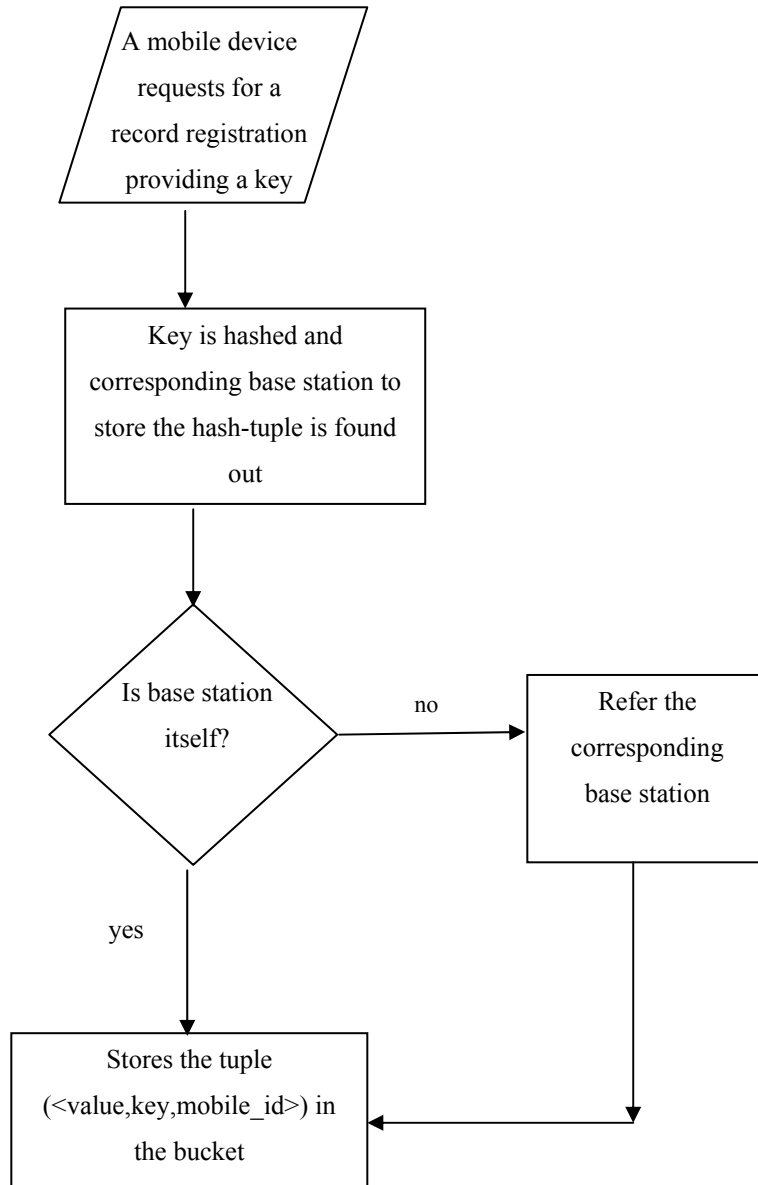 A mobile device
requests for a
record registration
providing a key
Key is hashed and
corresponding base station to
store the hash-tuple is found
out
Is base station
itself?
no
Refer the
corresponding
base station
yes
Stores the tuple
(<value,key,mobile_id>) in
the bucket